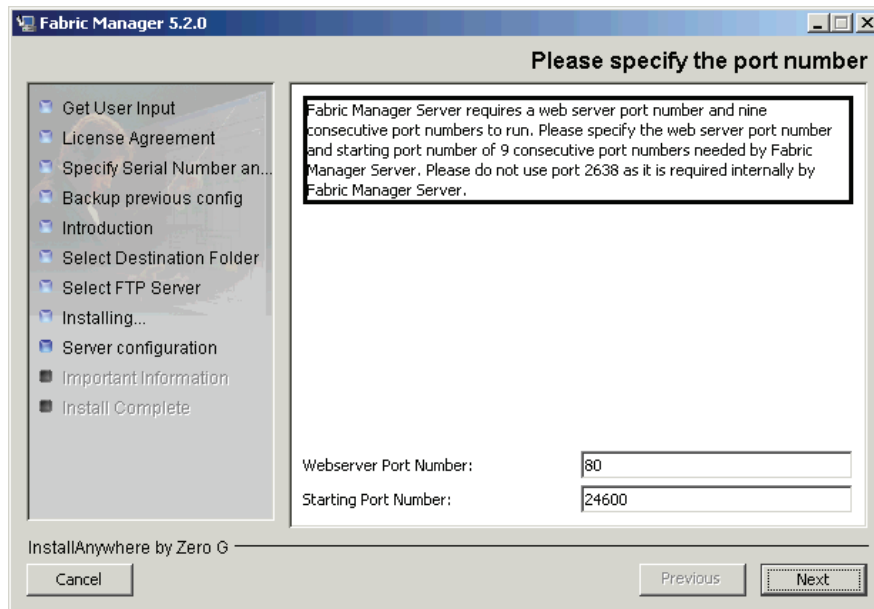 Fabric Manager 5.2.0
Please specify the port number
Get User Input
License Agreement
Specify Serial Number an...
Backup previous config
Introduction
Select Destination Folder
Select FTP Server
Installing...
Server configuration
Important Information
Install Complete
Fabric Manager Server requires a web server port number and nine
consecutive port numbers to run. Please specify the web server port number
and starting port number of 9 consecutive port numbers needed by Fabric
Manager Server. Please do not use port 2638 as it is required internally by
Fabric Manager Server.
Webserver Port Number: 80
Starting Port Number: 24600
InstallAnywhere by Zero G
Cancel Previous Next